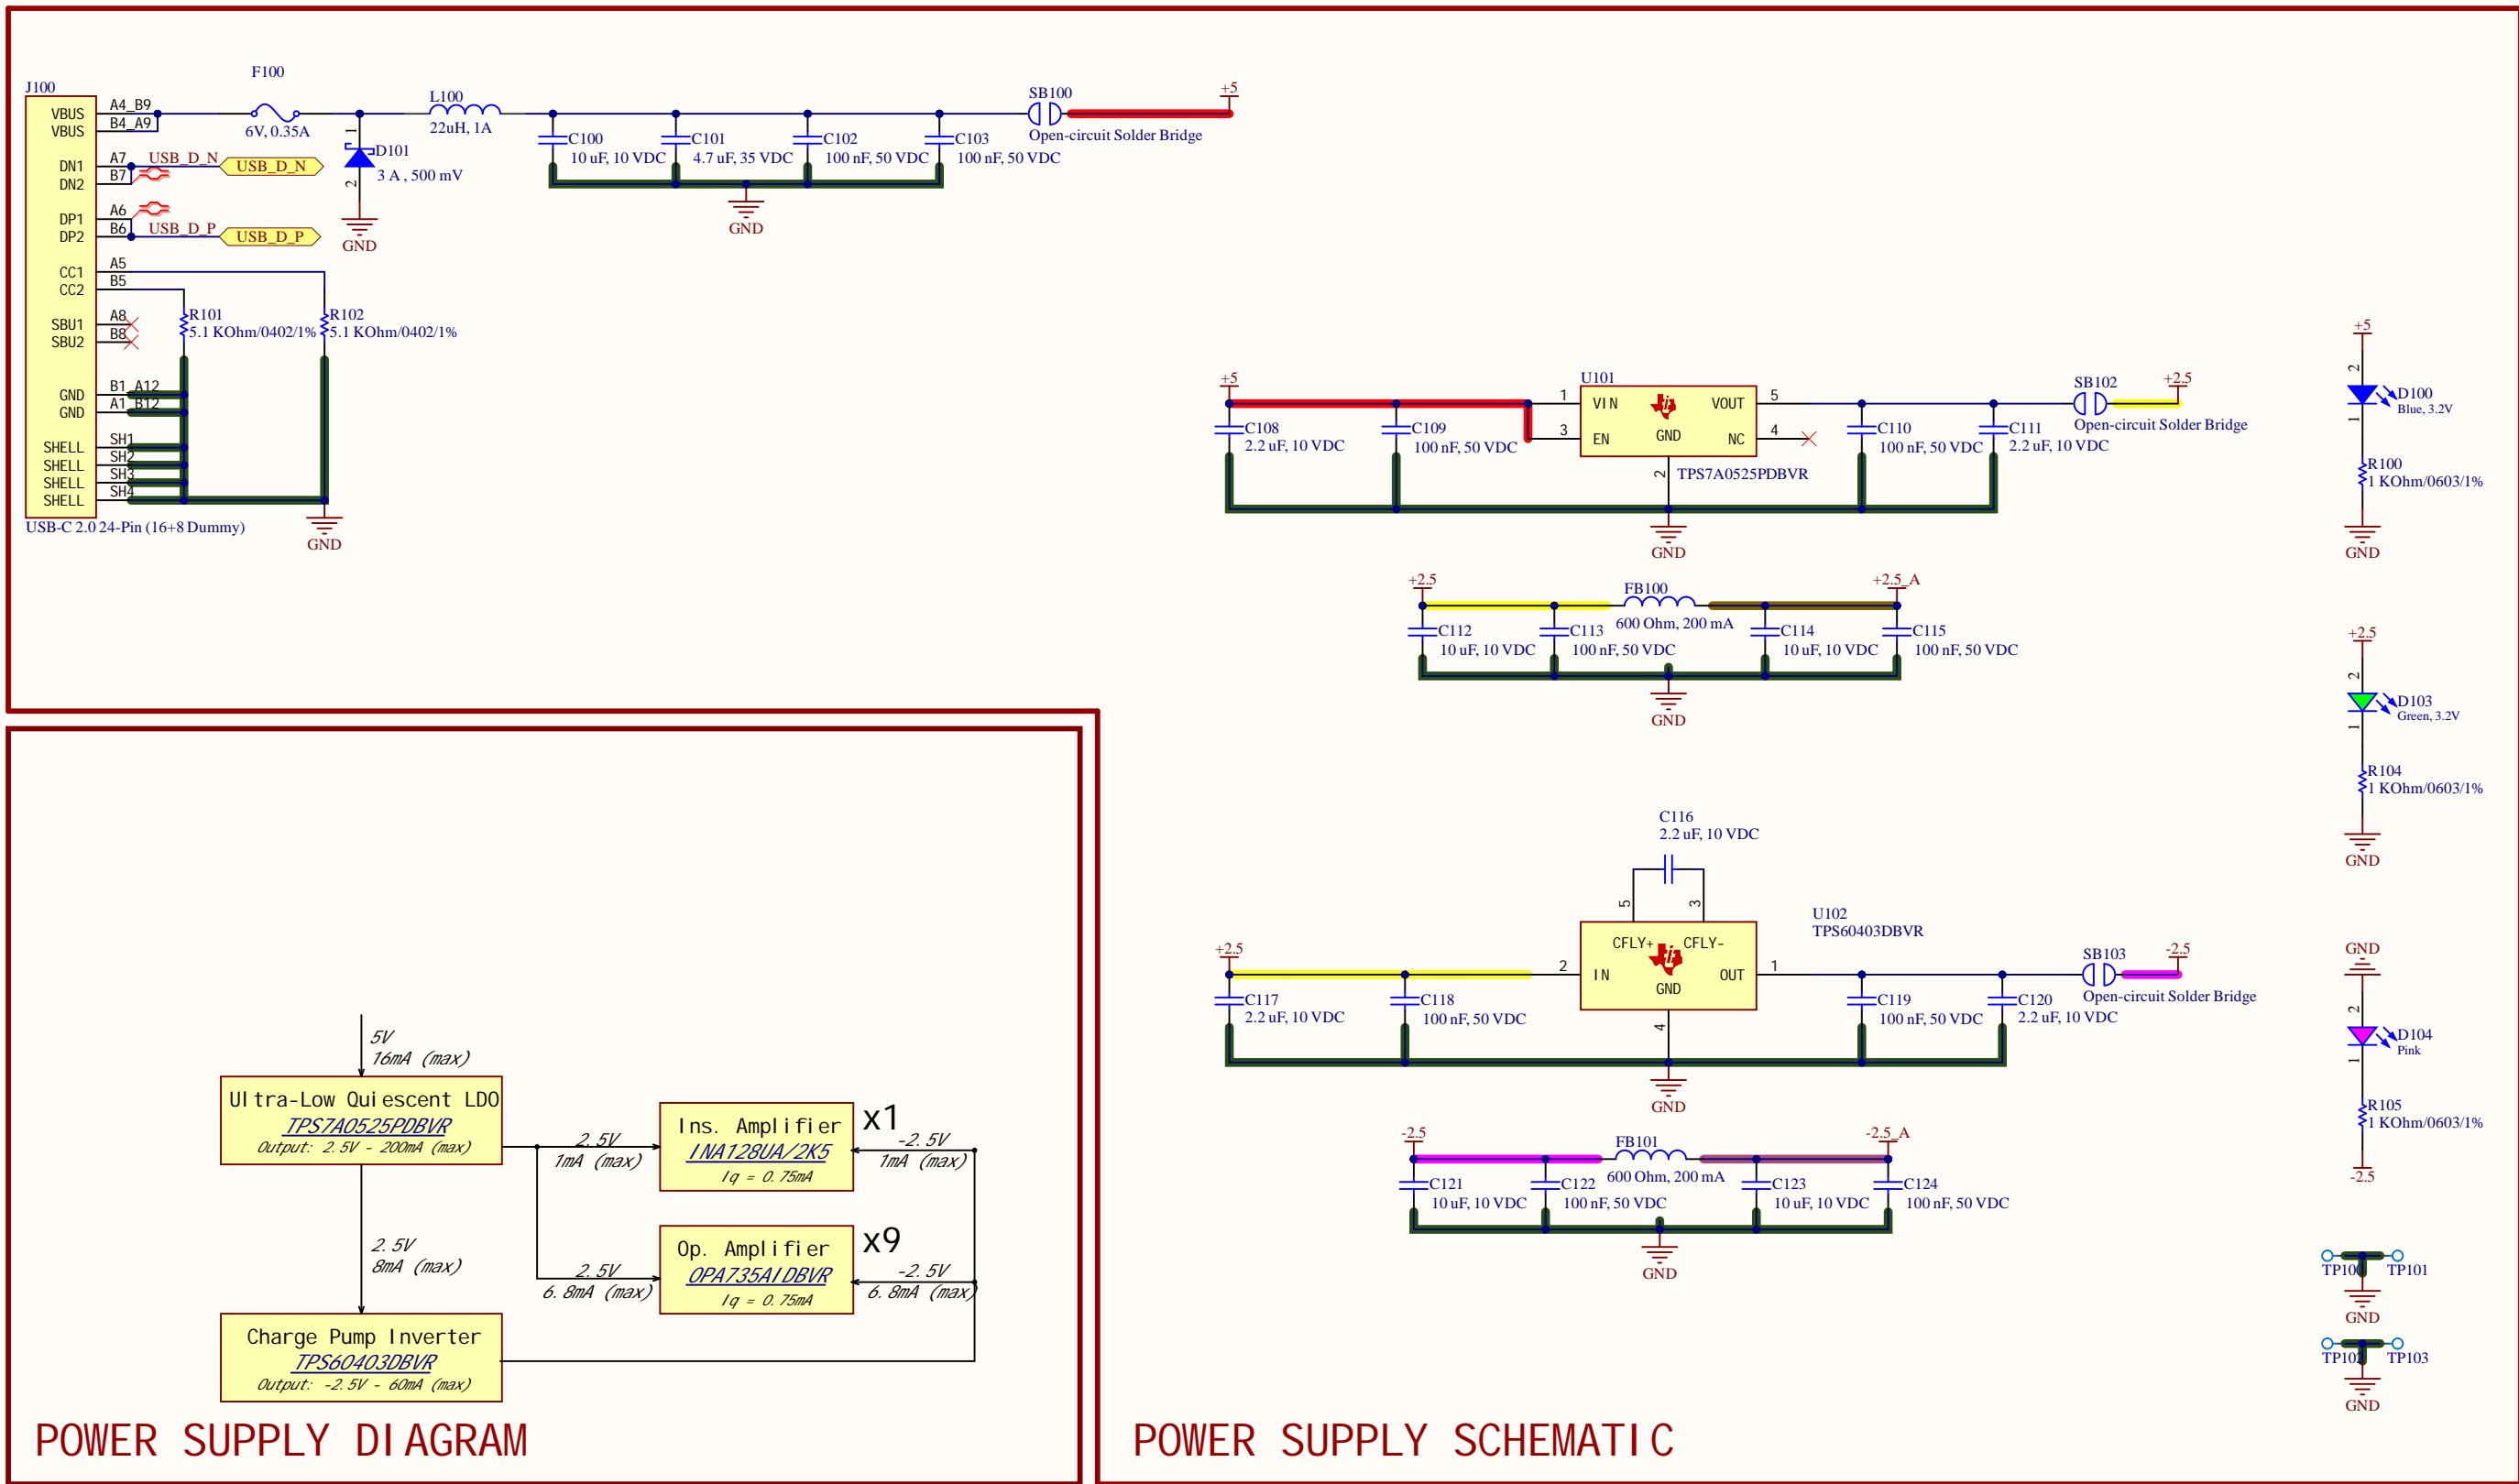 J100
VBUS A4_B9
VBUS B4_A9
DN1 A7 USB_D_N USB_D_N
DN2 B7
DP1 A6
DP2 B6 USB_D_P USB_D_P
CC1 A5
CC2 B5
SBU1 A8
SBU2 B8
GND B1_A12
GND A1_B12
SHELL SH1
SHELL SH2
SHELL SH3
SHELL SH4
USB-C 2.0 24-Pin (16+8 Dummy)
R101
5.1 KOhm/0402/1%
R102
5.1 KOhm/0402/1%
GND
F100
6V, 0.35A
1
D101
3 A , 500 mV
2
GND
L100
22uH, 1A
C100
10 uF, 10 VDC
C101
4.7 uF, 35 VDC
C102
100 nF, 50 VDC
C103
100 nF, 50 VDC
GND
SB100
Open-circuit Solder Bridge
+5
+5
C108
2.2 uF, 10 VDC
C109
100 nF, 50 VDC
U101
1 VIN VOUT 5
3 EN GND NC 4
2
TPS7A0525PDBVR
C110
100 nF, 50 VDC
C111
2.2 uF, 10 VDC
SB102
Open-circuit Solder Bridge
+2.5
GND
+2.5
C112
10 uF, 10 VDC
C113
100 nF, 50 VDC
FB100
600 Ohm, 200 mA
C114
10 uF, 10 VDC
+2.5_A
C115
100 nF, 50 VDC
GND
C116
2.2 uF, 10 VDC
5 3
U102
TPS60403DBVR
CFLY+ CFLY-
2 IN OUT 1
GND
4
+2.5
C117
2.2 uF, 10 VDC
C118
100 nF, 50 VDC
C119
100 nF, 50 VDC
C120
2.2 uF, 10 VDC
SB103
Open-circuit Solder Bridge
-2.5
GND
-2.5
C121
10 uF, 10 VDC
C122
100 nF, 50 VDC
FB101
600 Ohm, 200 mA
C123
10 uF, 10 VDC
-2.5_A
C124
100 nF, 50 VDC
GND
+5
2
D100
Blue, 3.2V
1
R100
1 KOhm/0603/1%
GND
+2.5
2
D103
Green, 3.2V
1
R104
1 KOhm/0603/1%
GND
GND
2
D104
Pink
1
R105
1 KOhm/0603/1%
-2.5
TP100 TP101
GND
TP102 TP103
GND
5V
16mA (max)
Ultra-Low Quiescent LDO
TPS7A0525PDBVR
Output: 2.5V - 200mA (max)
2.5V
1mA (max)
Ins. Amplifier
INA128UA/2K5
Iq = 0.75mA
x1
-2.5V
1mA (max)
2.5V
8mA (max)
2.5V
6.8mA (max)
Op. Amplifier
OPA735AIDBVR
Iq = 0.75mA
x9
-2.5V
6.8mA (max)
Charge Pump Inverter
TPS60403DBVR
Output: -2.5V - 60mA (max)
POWER SUPPLY DIAGRAM
POWER SUPPLY SCHEMATIC